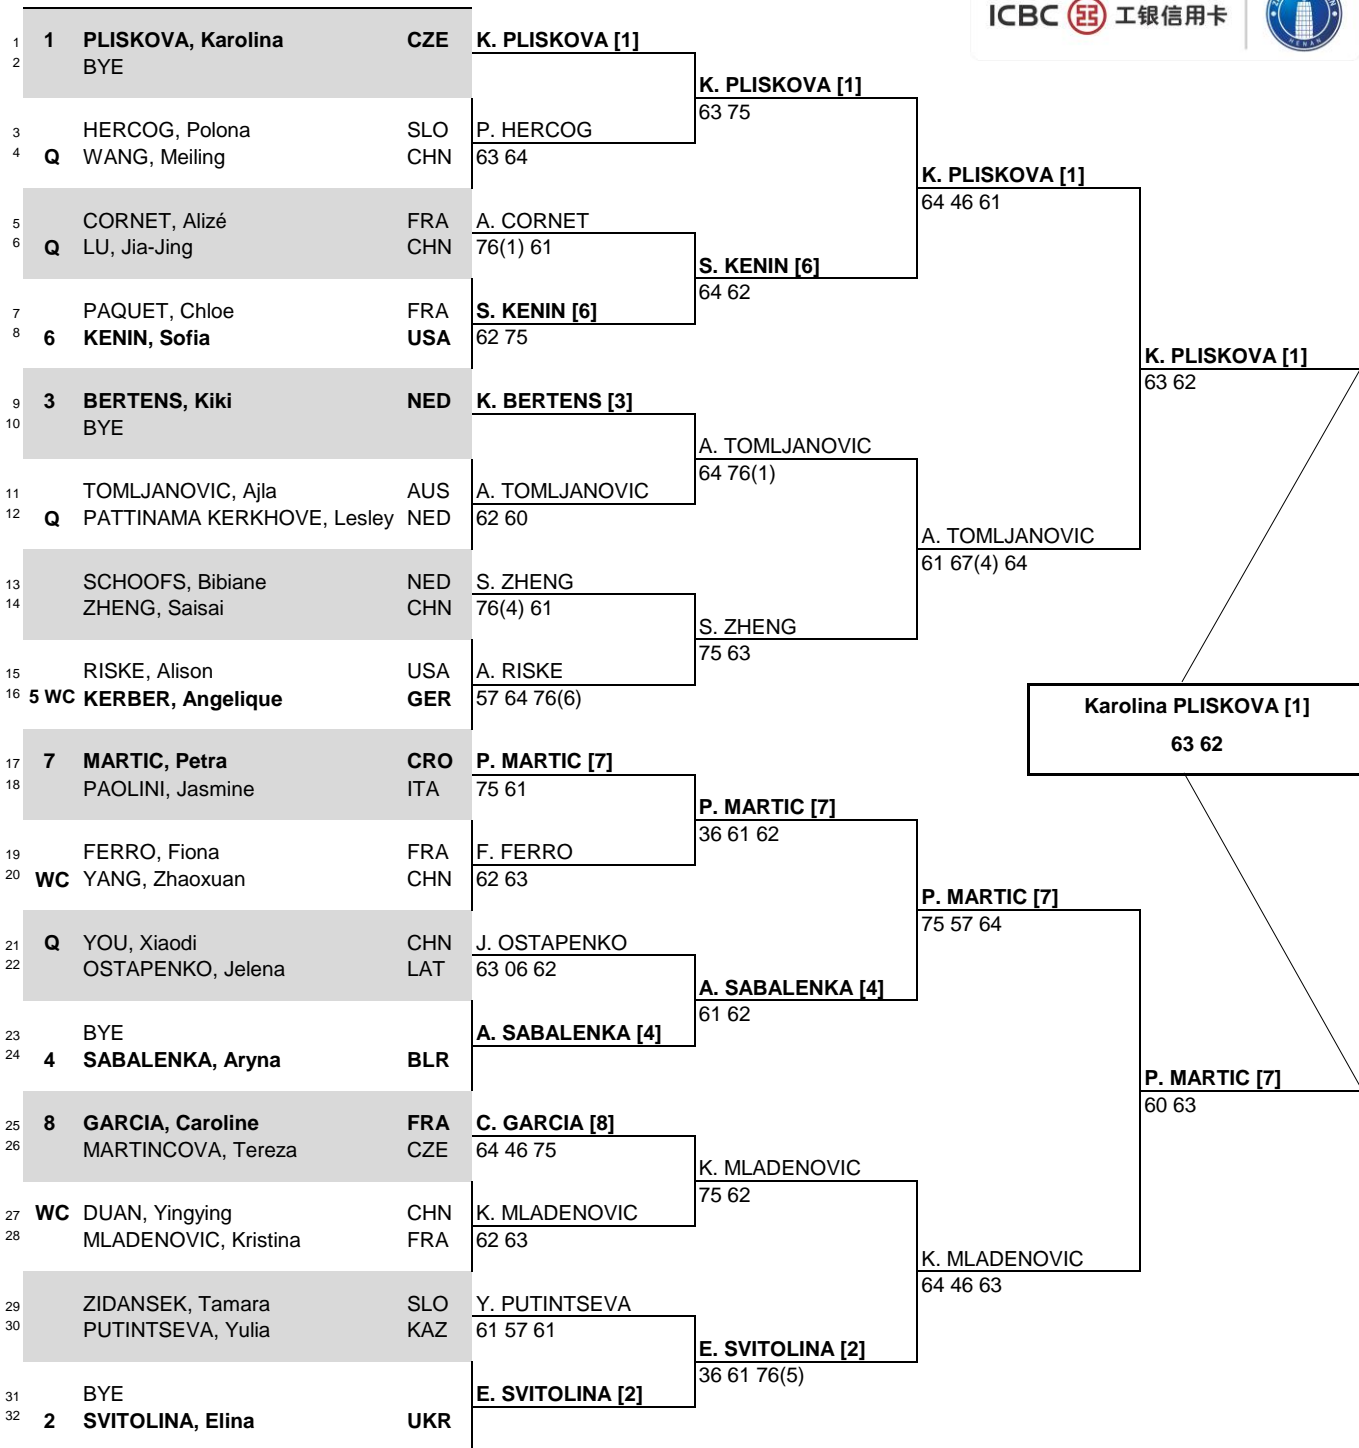 ICBC 工银信用卡
HENAN
1 1 PLISKOVA, Karolina CZE
2 BYE
3 HERCOG, Polona SLO
4 Q WANG, Meiling CHN
5 CORNET, Alizé FRA
6 Q LU, Jia-Jing CHN
7 PAQUET, Chloe FRA
8 6 KENIN, Sofia USA
9 3 BERTENS, Kiki NED
10 BYE
11 TOMLJANOVIC, Ajla AUS
12 Q PATTINAMA KERKHOVE, Lesley NED
13 SCHOOFS, Bibiane NED
14 ZHENG, Saisai CHN
15 RISKE, Alison USA
16 5 WC KERBER, Angelique GER
17 7 MARTIC, Petra CRO
18 PAOLINI, Jasmine ITA
19 FERRO, Fiona FRA
20 WC YANG, Zhaoxuan CHN
21 Q YOU, Xiaodi CHN
22 OSTAPENKO, Jelena LAT
23 BYE
24 4 SABALENKA, Aryna BLR
25 8 GARCIA, Caroline FRA
26 MARTINCOVA, Tereza CZE
27 WC DUAN, Yingying CHN
28 MLADENOVIC, Kristina FRA
29 ZIDANSEK, Tamara SLO
30 PUTINTSEVA, Yulia KAZ
31 BYE
32 2 SVITOLINA, Elina UKR
K. PLISKOVA [1]
P. HERCOG
63 64
A. CORNET
76(1) 61
S. KENIN [6]
62 75
K. BERTENS [3]
A. TOMLJANOVIC
62 60
S. ZHENG
76(4) 61
A. RISKE
57 64 76(6)
P. MARTIC [7]
75 61
F. FERRO
62 63
J. OSTAPENKO
63 06 62
A. SABALENKA [4]
C. GARCIA [8]
64 46 75
K. MLADENOVIC
62 63
Y. PUTINTSEVA
61 57 61
E. SVITOLINA [2]
K. PLISKOVA [1]
63 75
S. KENIN [6]
64 62
A. TOMLJANOVIC
64 76(1)
S. ZHENG
75 63
P. MARTIC [7]
36 61 62
A. SABALENKA [4]
61 62
K. MLADENOVIC
75 62
E. SVITOLINA [2]
36 61 76(5)
K. PLISKOVA [1]
64 46 61
A. TOMLJANOVIC
61 67(4) 64
P. MARTIC [7]
75 57 64
K. MLADENOVIC
64 46 63
K. PLISKOVA [1]
63 62
P. MARTIC [7]
60 63
Karolina PLISKOVA [1]
63 62